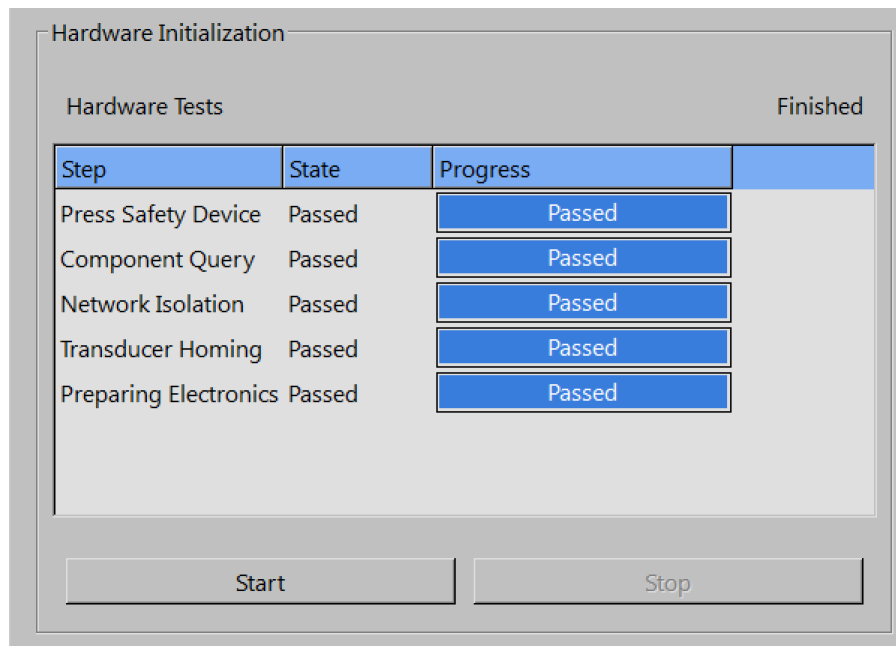 Hardware Initialization
Hardware Tests Finished
Step State Progress
Press Safety Device Passed Passed
Component Query Passed Passed
Network Isolation Passed Passed
Transducer Homing Passed Passed
Preparing Electronics Passed Passed
Start Stop